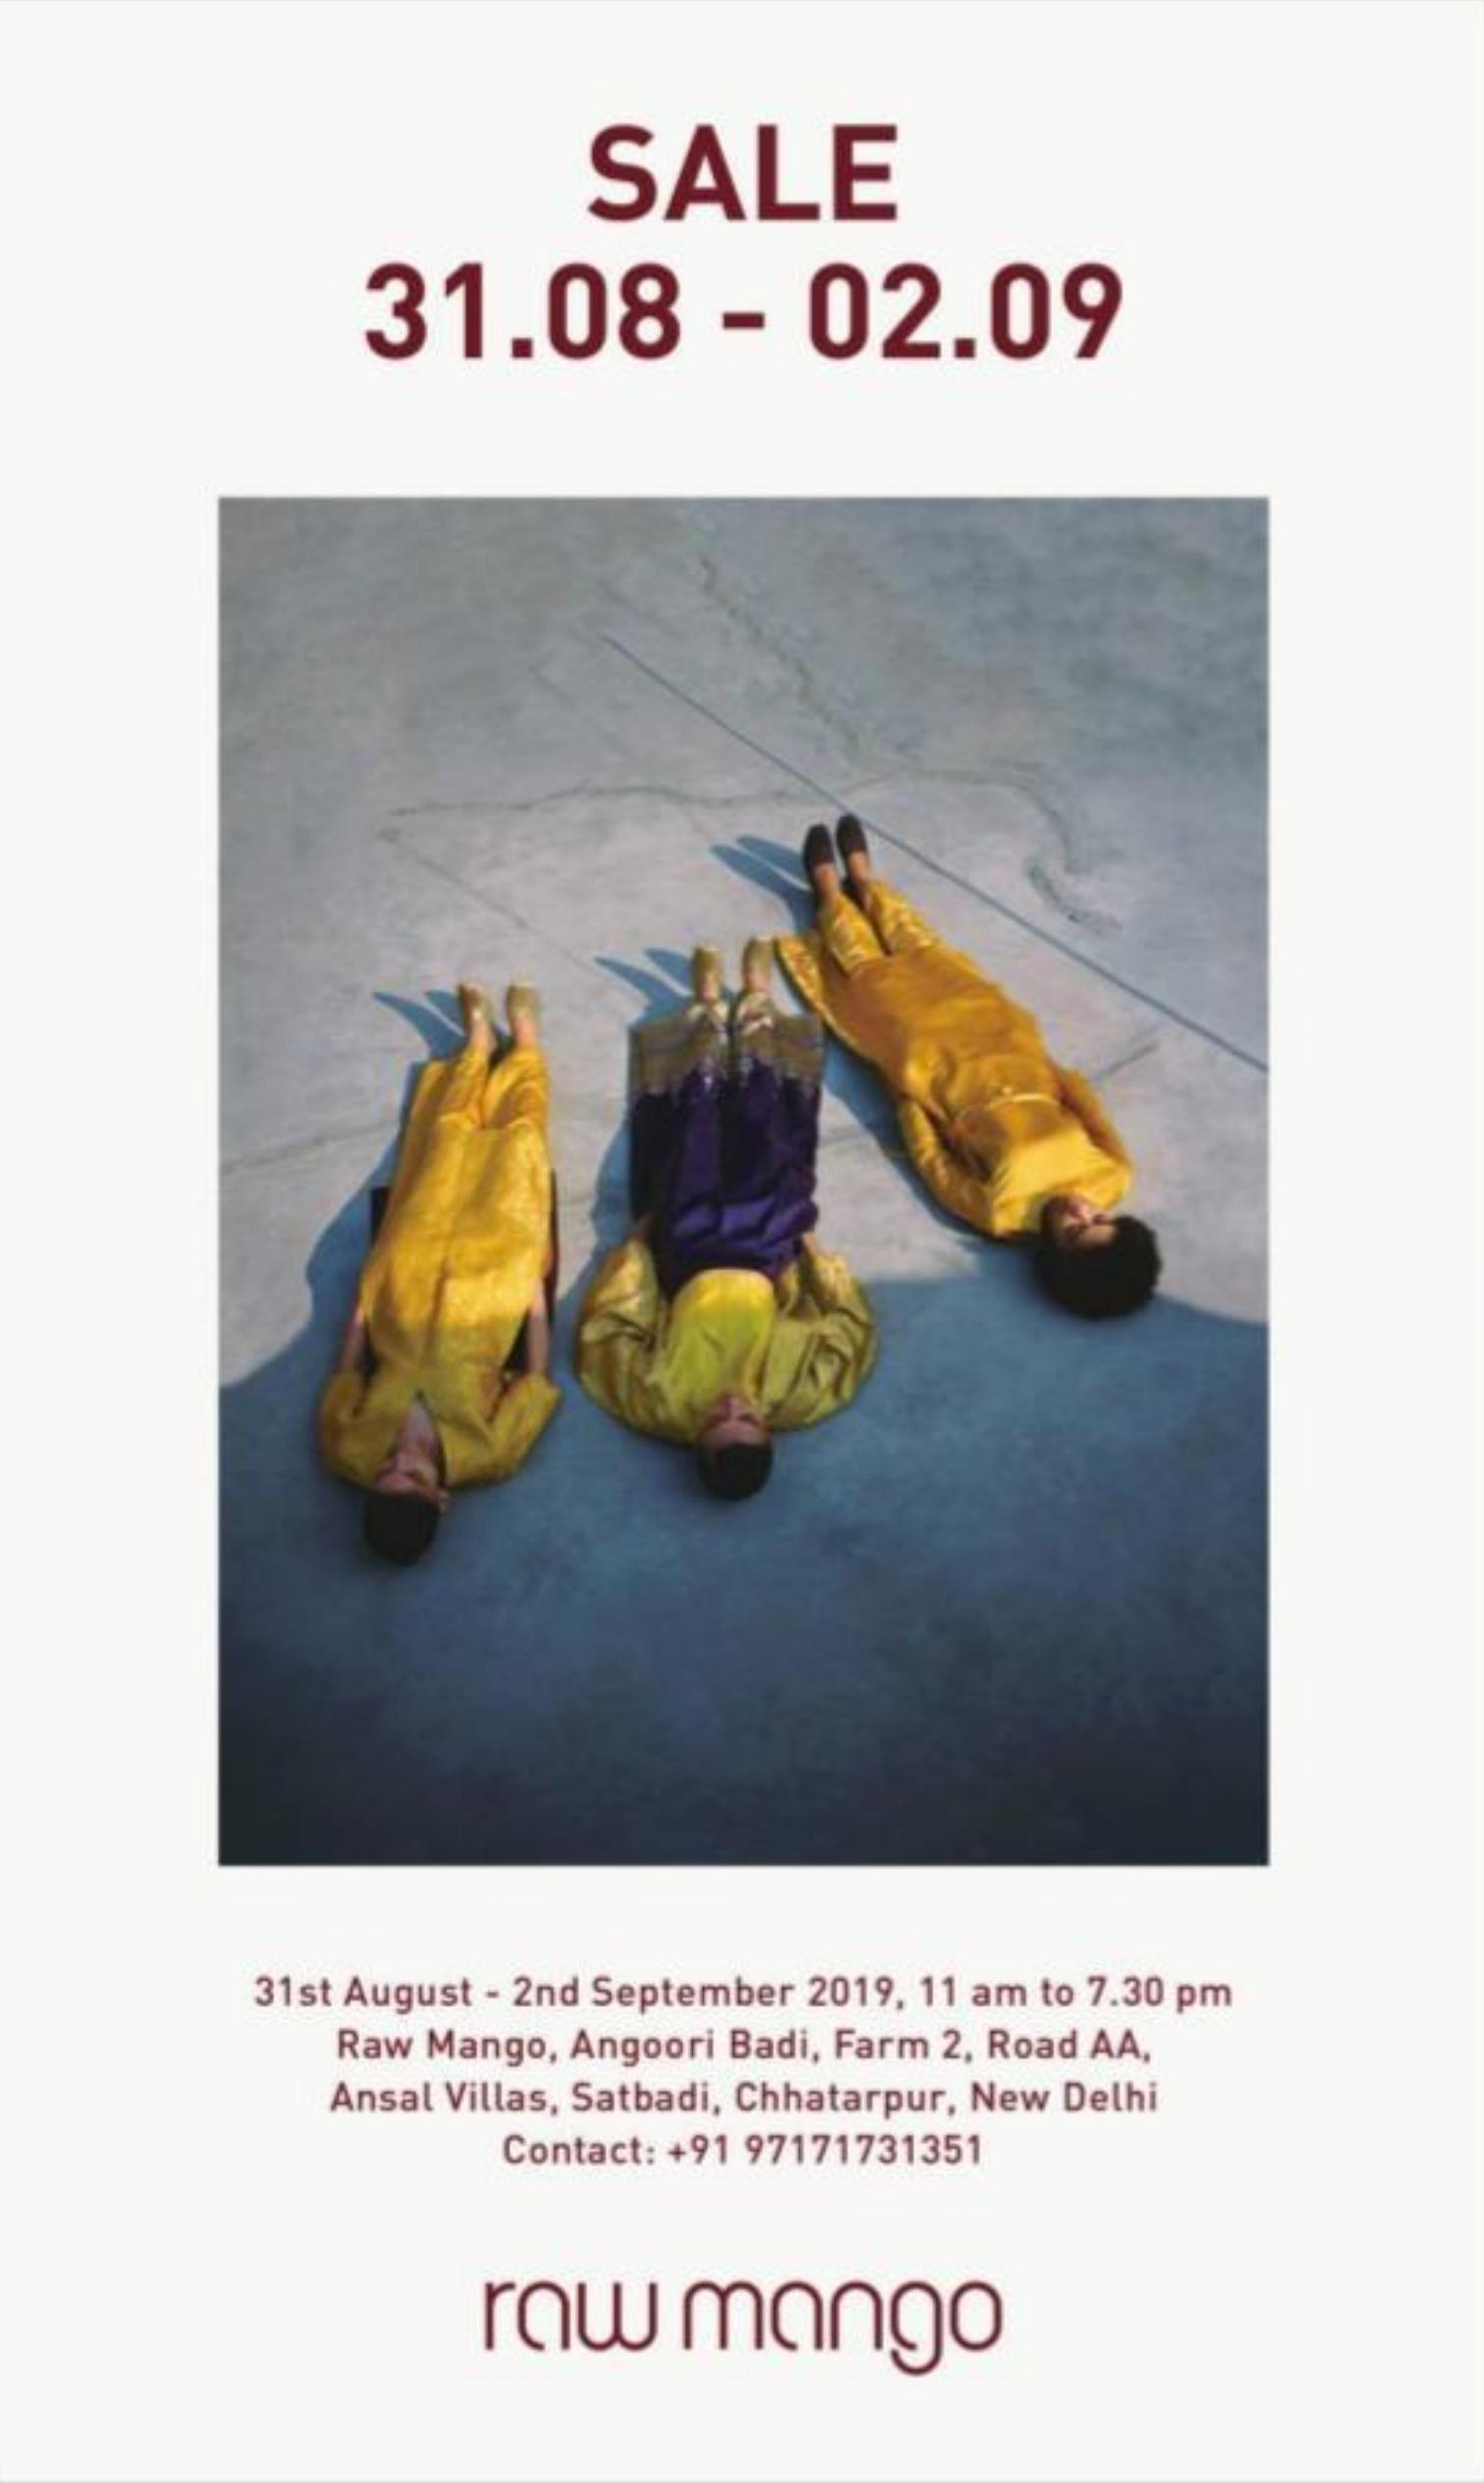 SALE
31.08 - 02.09
31st August - 2nd September 2019, 11 am to 7.30 pm
Raw Mango, Angoori Badi, Farm 2, Road AA,
Ansal Villas, Satbadi, Chhatarpur, New Delhi
Contact: +91 97171731351
raw mango